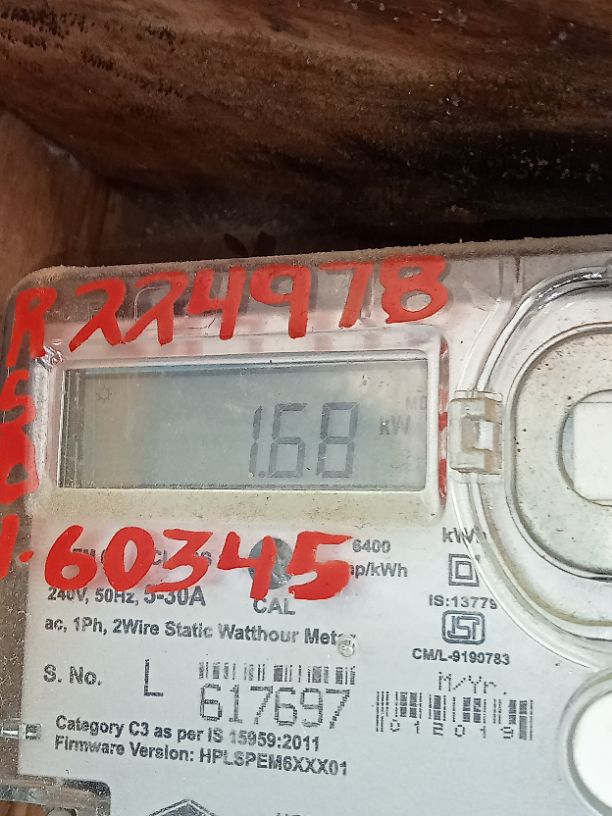 224978
R
S
D
MD
1.68 kW
1.60345
6400
kWh
imp/kWh
240V, 50Hz, 5-30A
CAL
IS:13779
ac, 1Ph, 2Wire Static Watthour Meter
CM/L-9190783
S. No. L 617697
M/Yr.
012019
Category C3 as per IS 15959:2011
Firmware Version: HPLSPEM6XXX01